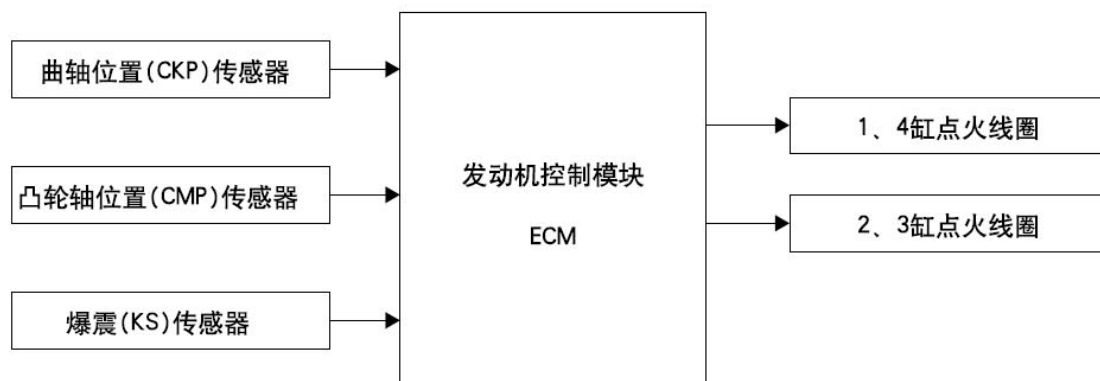 曲轴位置(CKP)传感器
凸轮轴位置(CMP)传感器
爆震(KS)传感器
发动机控制模块
ECM
1、4缸点火线圈
2、3缸点火线圈